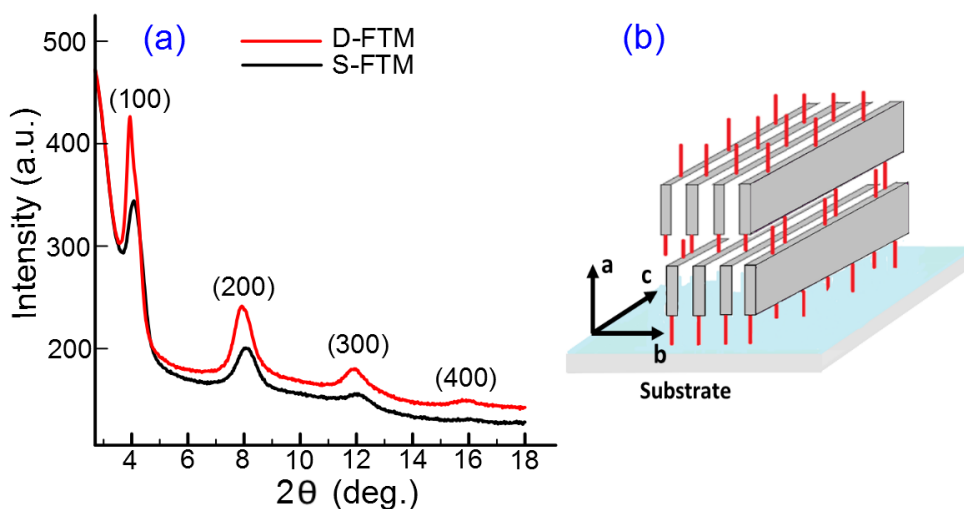 (a)
D-FTM
S-FTM
(100)
(200)
(300)
(400)
Intensity (a.u.)
500
400
300
200
4 6 8 10 12 14 16 18
2θ (deg.)
(b)
a
c
b
Substrate